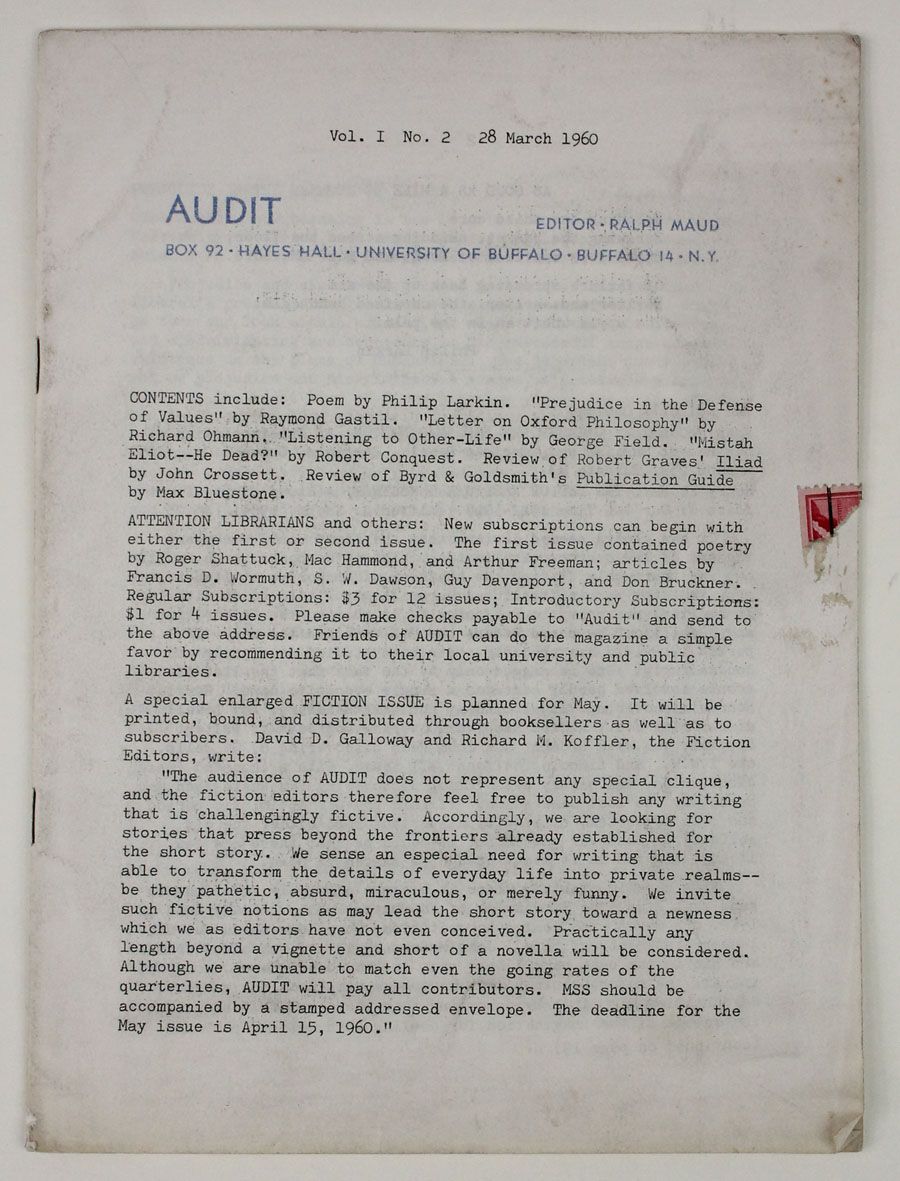 Vol. I No. 2 28 March 1960
AUDIT
EDITOR · RALPH MAUD
BOX 92 · HAYES HALL · UNIVERSITY OF BUFFALO · BUFFALO 14 · N.Y.
CONTENTS include: Poem by Philip Larkin. "Prejudice in the Defense
of Values" by Raymond Gastil. "Letter on Oxford Philosophy" by
Richard Ohmann. "Listening to Other-Life" by George Field. "Mistah
Eliot--He Dead?" by Robert Conquest. Review of Robert Graves' Iliad
by John Crossett. Review of Byrd & Goldsmith's Publication Guide
by Max Bluestone.
ATTENTION LIBRARIANS and others: New subscriptions can begin with
either the first or second issue. The first issue contained poetry
by Roger Shattuck, Mac Hammond, and Arthur Freeman; articles by
Francis D. Wormuth, S. W. Dawson, Guy Davenport, and Don Bruckner.
Regular Subscriptions: $3 for 12 issues; Introductory Subscriptions:
$1 for 4 issues. Please make checks payable to "Audit" and send to
the above address. Friends of AUDIT can do the magazine a simple
favor by recommending it to their local university and public
libraries.
A special enlarged FICTION ISSUE is planned for May. It will be
printed, bound, and distributed through booksellers as well as to
subscribers. David D. Galloway and Richard M. Koffler, the Fiction
Editors, write:
"The audience of AUDIT does not represent any special clique,
and the fiction editors therefore feel free to publish any writing
that is challengingly fictive. Accordingly, we are looking for
stories that press beyond the frontiers already established for
the short story. We sense an especial need for writing that is
able to transform the details of everyday life into private realms--
be they pathetic, absurd, miraculous, or merely funny. We invite
such fictive notions as may lead the short story toward a newness
which we as editors have not even conceived. Practically any
length beyond a vignette and short of a novella will be considered.
Although we are unable to match even the going rates of the
quarterlies, AUDIT will pay all contributors. MSS should be
accompanied by a stamped addressed envelope. The deadline for the
May issue is April 15, 1960."